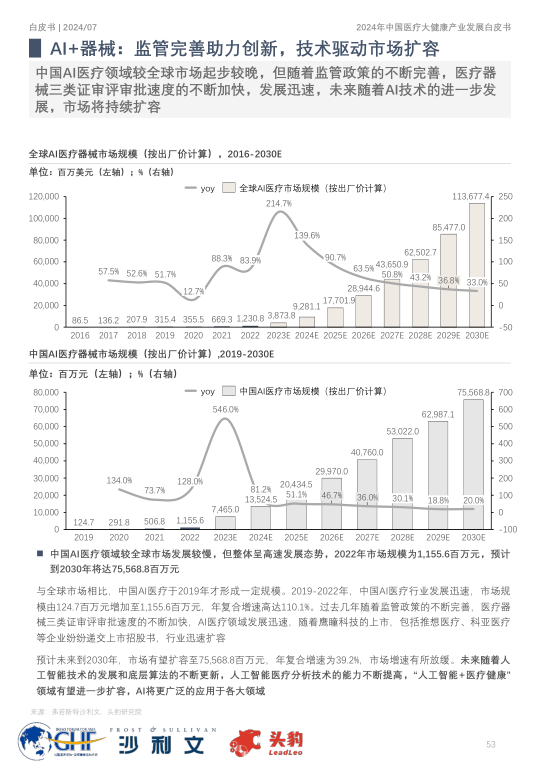 白皮书 | 2024/07
2024年中国医疗大健康产业发展白皮书
AI+器械：监管完善助力创新，技术驱动市场扩容
中国AI医疗领域较全球市场起步较晚，但随着监管政策的不断完善，医疗器
械三类证审评审批速度的不断加快，发展迅速，未来随着AI技术的进一步发
展，市场将持续扩容
全球AI医疗器械市场规模（按出厂价计算），2016-2030E
单位：百万美元（左轴）；%（右轴）
yoy 全球AI医疗市场规模（按出厂价计算）
120,000 100,000 80,000 60,000 40,000 20,000 0
250 200 150 100 50 0 -50
57.5% 52.6% 51.7% 12.7% 88.3% 83.9% 214.7% 139.6% 90.7% 63.5% 50.8% 43.2% 36.8% 33.0%
86.5 136.2 207.9 315.4 355.5 669.3 1,230.8 3,873.8 9,281.1 17,701.9 28,944.6 43,650.9 62,502.7 85,477.0 113,677.4
2016 2017 2018 2019 2020 2021 2022 2023E 2024E 2025E 2026E 2027E 2028E 2029E 2030E
中国AI医疗器械市场规模（按出厂价计算）,2019-2030E
单位：百万元（左轴）；%（右轴）
yoy 中国AI医疗市场规模（按出厂价计算）
80,000 70,000 60,000 50,000 40,000 30,000 20,000 10,000 0
700 600 500 400 300 200 100 0 -100
134.0% 73.7% 128.0% 546.0% 81.2% 51.1% 46.7% 36.0% 30.1% 18.8% 20.0%
124.7 291.8 506.8 1,155.6 7,465.0 13,524.5 20,434.5 29,970.0 40,760.0 53,022.0 62,987.1 75,568.8
2019 2020 2021 2022 2023E 2024E 2025E 2026E 2027E 2028E 2029E 2030E
■ 中国AI医疗领域较全球市场发展较慢，但整体呈高速发展态势，2022年市场规模为1,155.6百万元，预计
到2030年将达75,568.8百万元
与全球市场相比，中国AI医疗于2019年才形成一定规模。2019-2022年，中国AI医疗行业发展迅速，市场规
模由124.7百万元增加至1,155.6百万元，年复合增速高达110.1%。过去几年随着监管政策的不断完善，医疗器
械三类证审评审批速度的不断加快，AI医疗领域发展迅速，随着鹰瞳科技的上市，包括推想医疗、科亚医疗
等企业纷纷递交上市招股书，行业迅速扩容
预计未来到2030年，市场有望扩容至75,568.8百万元，年复合增速为39.2%，市场增速有所放缓。未来随着人
工智能技术的发展和底层算法的不断更新，人工智能医疗分析技术的能力不断提高，“人工智能+医疗健康”
领域有望进一步扩容，AI将更广泛的应用于各大领域
来源：弗若斯特沙利文、头豹研究院
GHF
FROST & SULLIVAN
沙利文
头豹
LeadLeo
53